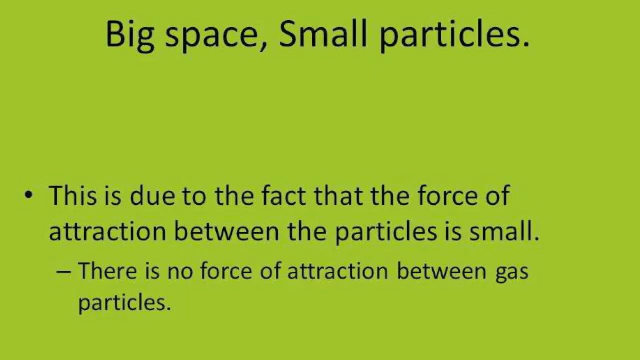 Big space, Small particles.
• This is due to the fact that the force of
attraction between the particles is small.
– There is no force of attraction between gas
particles.